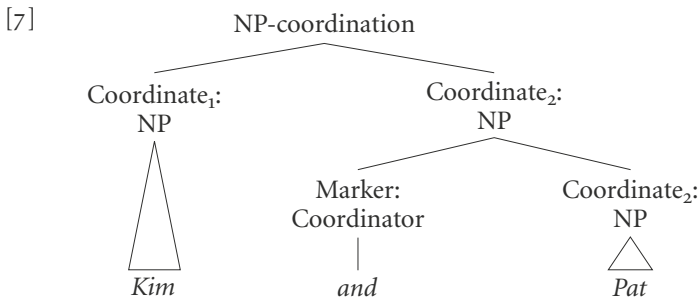 [7] NP-coordination
Coordinate₁: Coordinate₂:
NP NP
Marker: Coordinate₂:
Coordinator NP
Kim and Pat